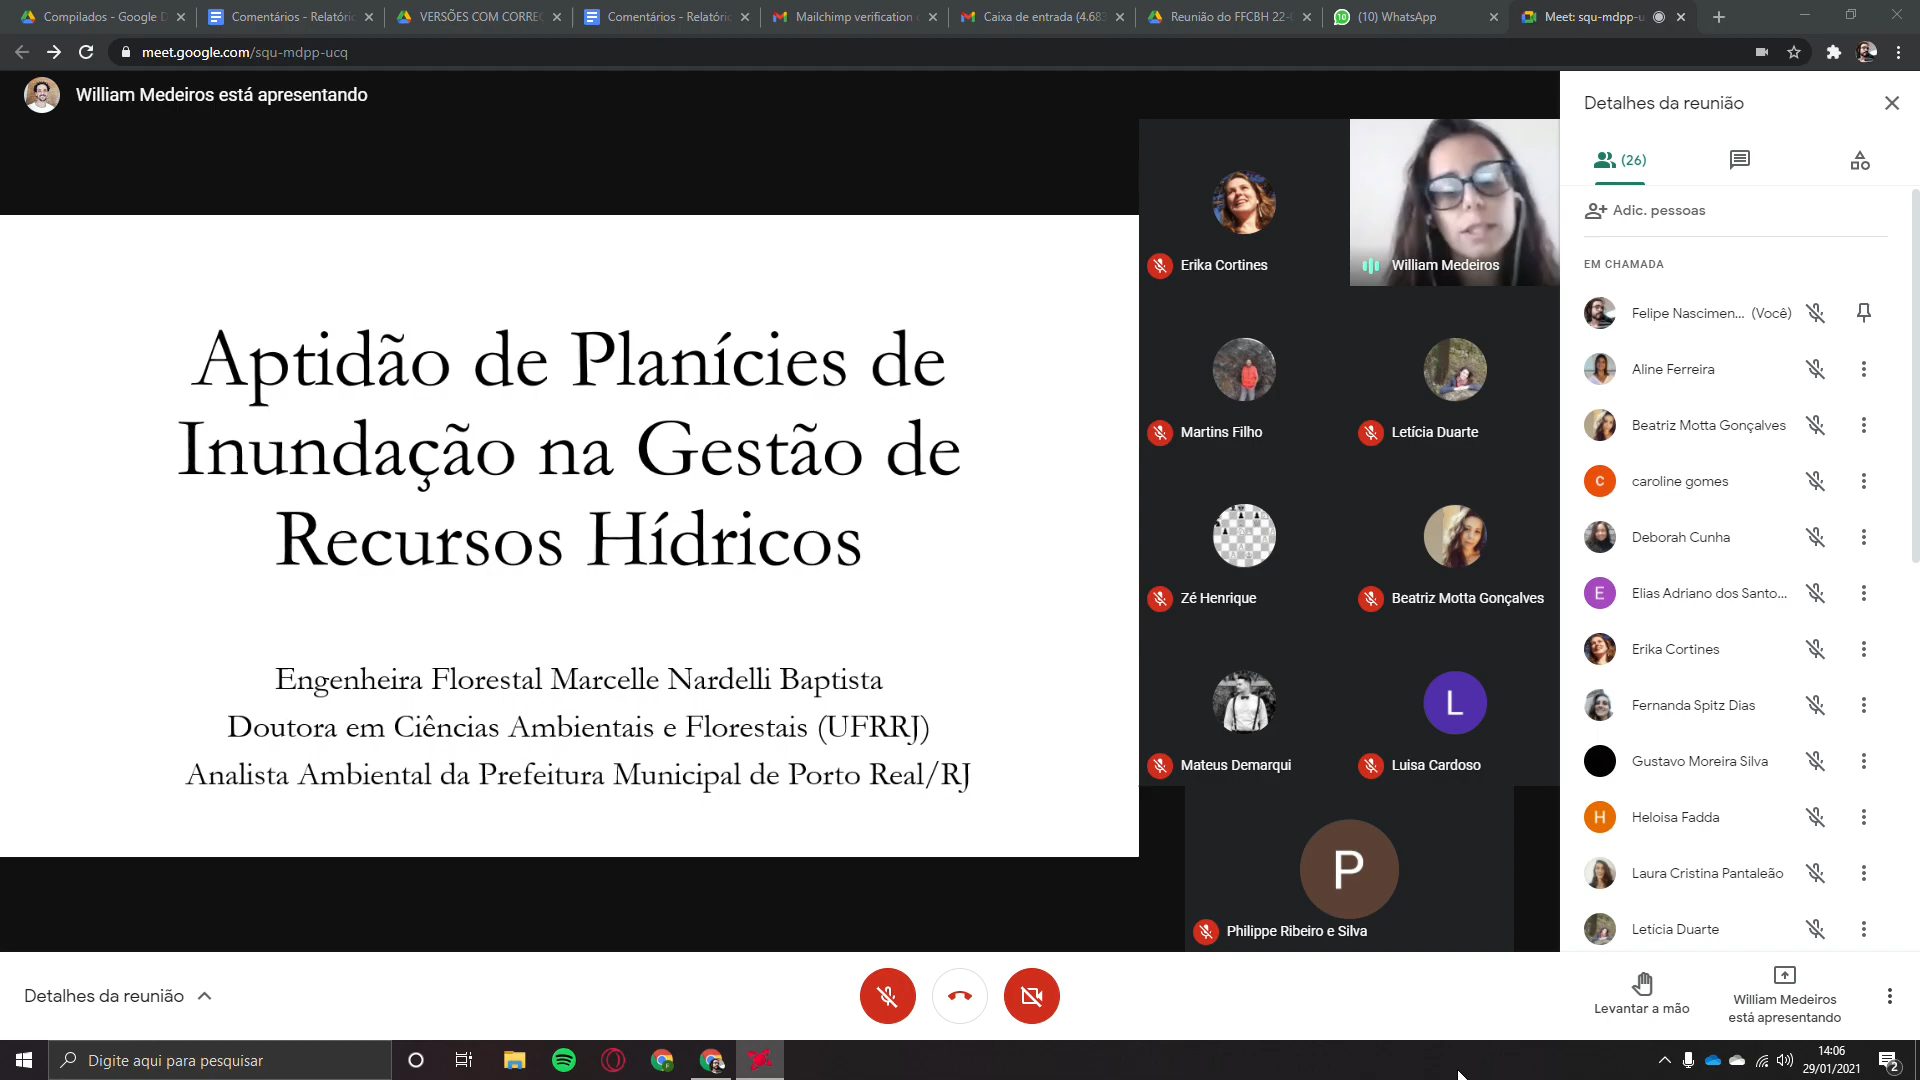 Compilados - Google D
Comentários - Relatóri
VERSÕES COM CORREC
Comentários - Relatóri
Mailchimp verification c
Caixa de entrada (4.683
Reunião do FFCBH 22-
(10) WhatsApp
Meet: squ-mdpp-u
meet.google.com/squ-mdpp-ucq
William Medeiros está apresentando
Aptidão de Planícies de
Inundação na Gestão de
Recursos Hídricos
Engenheira Florestal Marcelle Nardelli Baptista
Doutora em Ciências Ambientais e Florestais (UFRRJ)
Analista Ambiental da Prefeitura Municipal de Porto Real/RJ
Erika Cortines
William Medeiros
Martins Filho
Letícia Duarte
Zé Henrique
Beatriz Motta Gonçalves
Mateus Demarqui
L
Luisa Cardoso
P
Philippe Ribeiro e Silva
Detalhes da reunião
(26)
Adic. pessoas
EM CHAMADA
Felipe Nascimen... (Você)
Aline Ferreira
Beatriz Motta Gonçalves
c
caroline gomes
Deborah Cunha
E
Elias Adriano dos Santo...
Erika Cortines
Fernanda Spitz Dias
Gustavo Moreira Silva
H
Heloisa Fadda
Laura Cristina Pantaleão
Letícia Duarte
Detalhes da reunião
Levantar a mão
William Medeiros
está apresentando
Digite aqui para pesquisar
14:06
29/01/2021
2